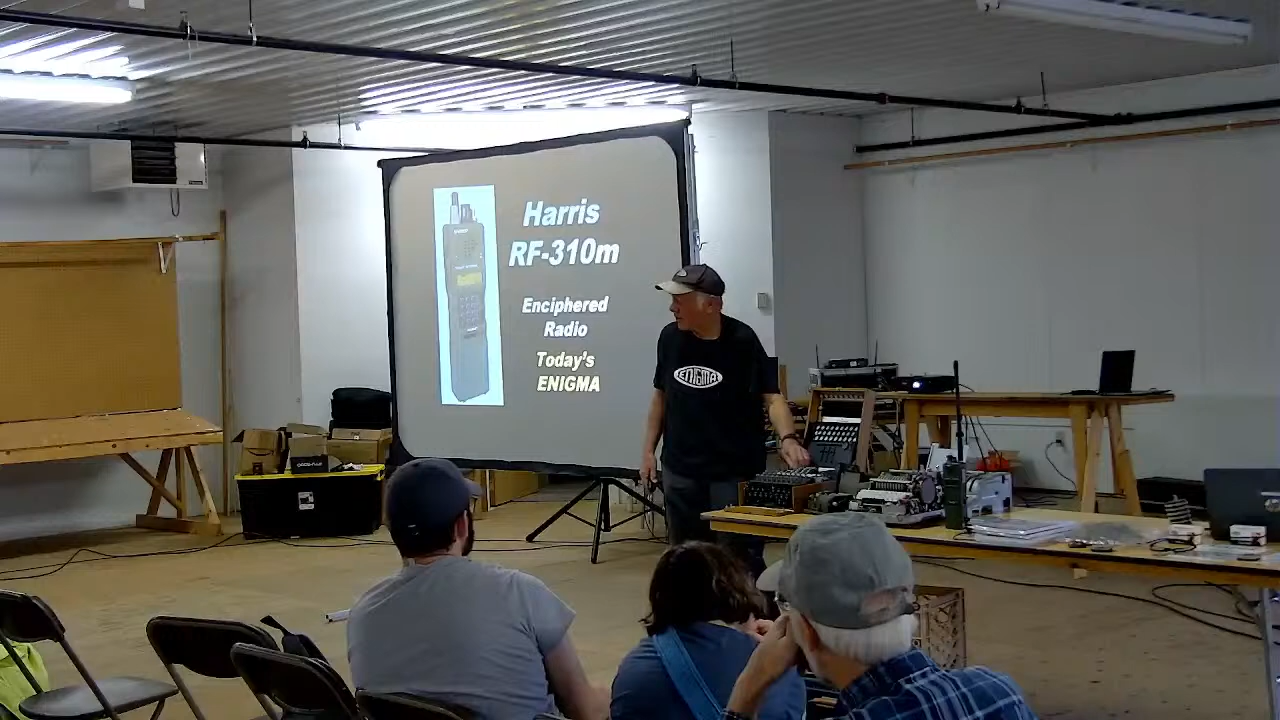 Harris
RF-310m
Enciphered
Radio
Today's
ENIGMA
ENIGMA